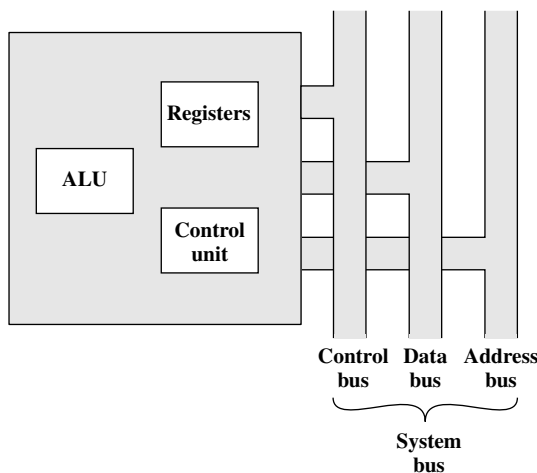 Registers
ALU
Control
unit
Control
bus
Data
bus
Address
bus
System
bus